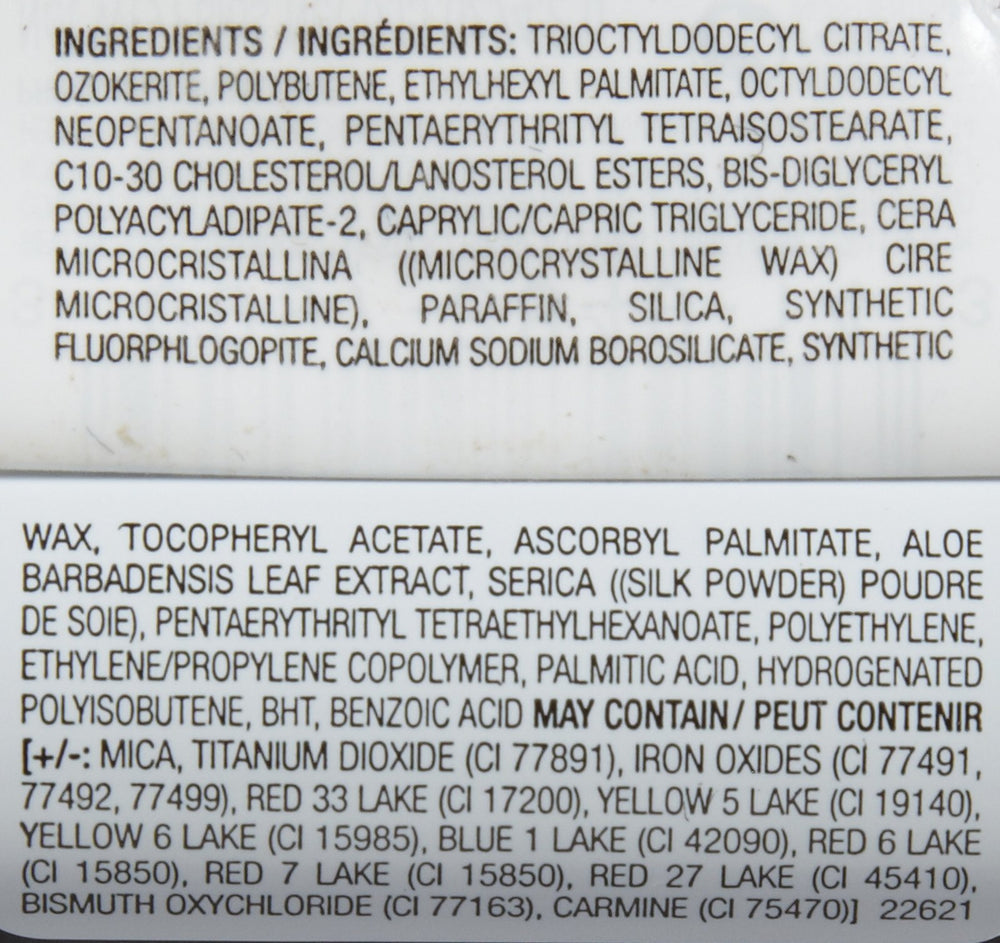 INGREDIENTS / INGRÉDIENTS: TRIOCTYLDODECYL CITRATE,
OZOKERITE, POLYBUTENE, ETHYLHEXYL PALMITATE, OCTYLDODECYL
NEOPENTANOATE, PENTAERYTHRITYL TETRAISOSTEARATE,
C10-30 CHOLESTEROL/LANOSTEROL ESTERS, BIS-DIGLYCERYL
POLYACYLADIPATE-2, CAPRYLIC/CAPRIC TRIGLYCERIDE, CERA
MICROCRISTALLINA ((MICROCRYSTALLINE WAX) CIRE
MICROCRISTALLINE), PARAFFIN, SILICA, SYNTHETIC
FLUORPHLOGOPITE, CALCIUM SODIUM BOROSILICATE, SYNTHETIC
WAX, TOCOPHERYL ACETATE, ASCORBYL PALMITATE, ALOE
BARBADENSIS LEAF EXTRACT, SERICA ((SILK POWDER) POUDRE
DE SOIE), PENTAERYTHRITYL TETRAETHYLHEXANOATE, POLYETHYLENE,
ETHYLENE/PROPYLENE COPOLYMER, PALMITIC ACID, HYDROGENATED
POLYISOBUTENE, BHT, BENZOIC ACID MAY CONTAIN/ PEUT CONTENIR
[+/-: MICA, TITANIUM DIOXIDE (CI 77891), IRON OXIDES (CI 77491,
77492, 77499), RED 33 LAKE (CI 17200), YELLOW 5 LAKE (CI 19140),
YELLOW 6 LAKE (CI 15985), BLUE 1 LAKE (CI 42090), RED 6 LAKE
(CI 15850), RED 7 LAKE (CI 15850), RED 27 LAKE (CI 45410),
BISMUTH OXYCHLORIDE (CI 77163), CARMINE (CI 75470)] 22621